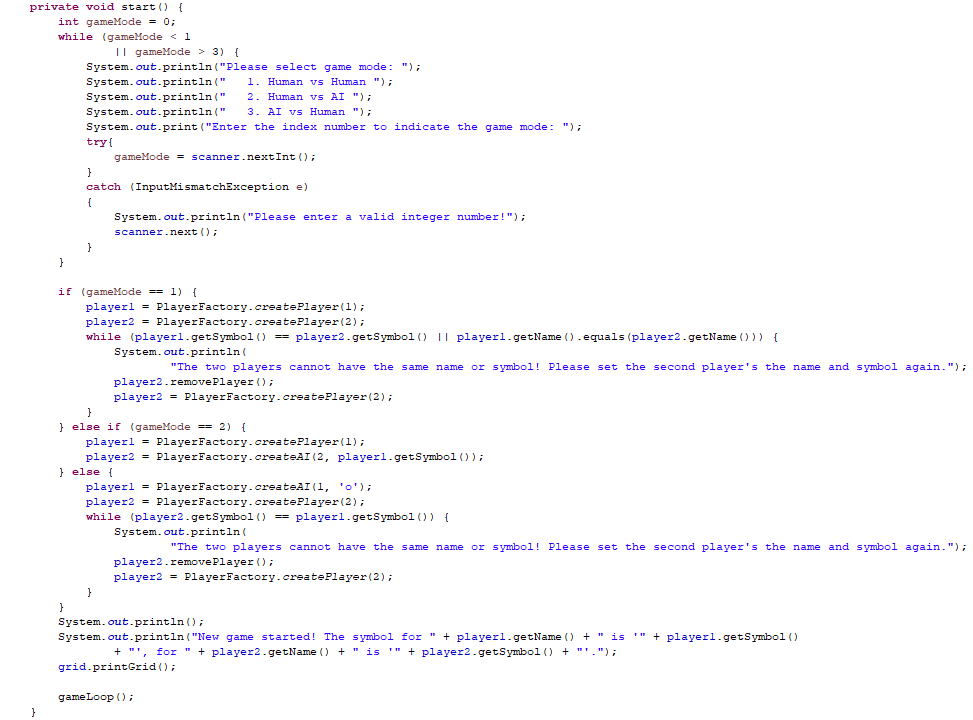 private void start() {
    int gameMode = 0;
    while (gameMode < 1
            || gameMode > 3) {
        System.out.println("Please select game mode: ");
        System.out.println("   1. Human vs Human ");
        System.out.println("   2. Human vs AI ");
        System.out.println("   3. AI vs Human ");
        System.out.print("Enter the index number to indicate the game mode: ");
        try{
            gameMode = scanner.nextInt();
        }
        catch (InputMismatchException e)
        {
            System.out.println("Please enter a valid integer number!");
            scanner.next();
        }
    }

    if (gameMode == 1) {
        player1 = PlayerFactory.createPlayer(1);
        player2 = PlayerFactory.createPlayer(2);
        while (player1.getSymbol() == player2.getSymbol() || player1.getName().equals(player2.getName())) {
            System.out.println(
                    "The two players cannot have the same name or symbol! Please set the second player's the name and symbol again.");
            player2.removePlayer();
            player2 = PlayerFactory.createPlayer(2);
        }
    } else if (gameMode == 2) {
        player1 = PlayerFactory.createPlayer(1);
        player2 = PlayerFactory.createAI(2, player1.getSymbol());
    } else {
        player1 = PlayerFactory.createAI(1, 'o');
        player2 = PlayerFactory.createPlayer(2);
        while (player2.getSymbol() == player1.getSymbol()) {
            System.out.println(
                    "The two players cannot have the same name or symbol! Please set the second player's the name and symbol again.");
            player2.removePlayer();
            player2 = PlayerFactory.createPlayer(2);
        }
    }
    System.out.println();
    System.out.println("New game started! The symbol for " + player1.getName() + " is '" + player1.getSymbol()
            + "', for " + player2.getName() + " is '" + player2.getSymbol() + "'.");
    grid.printGrid();

    gameLoop();
}